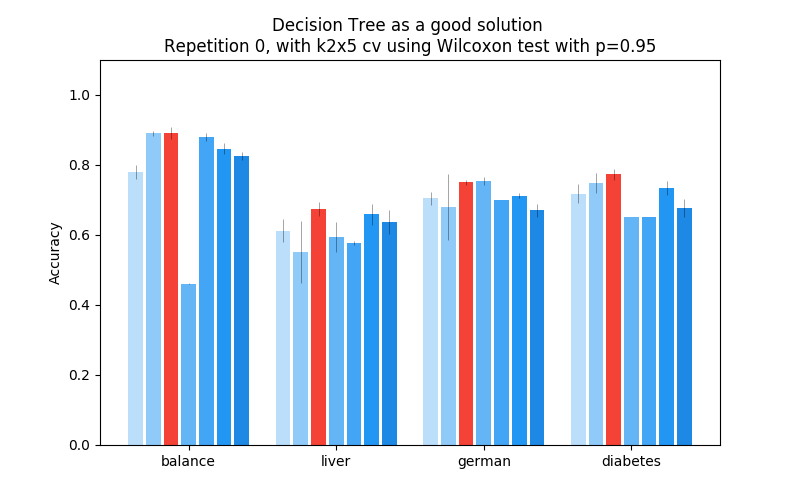 Decision Tree as a good solution
Repetition 0, with k2x5 cv using Wilcoxon test with p=0.95
Accuracy
1.0
0.8
0.6
0.4
0.2
0.0
balance liver german diabetes